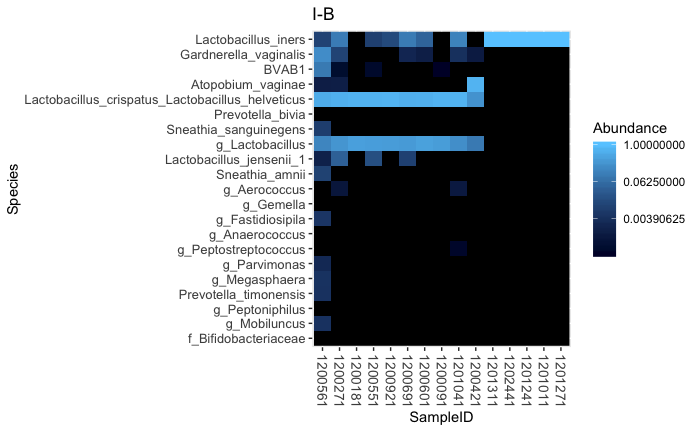 I-B
Lactobacillus_iners
Gardnerella_vaginalis
BVAB1
Atopobium_vaginae
Lactobacillus_crispatus_Lactobacillus_helveticus
Prevotella_bivia
Sneathia_sanguinegens
g_Lactobacillus
Lactobacillus_jensenii_1
Sneathia_amnii
g_Aerococcus
g_Gemella
g_Fastidiosipila
g_Anaerococcus
g_Peptostreptococcus
g_Parvimonas
g_Megasphaera
Prevotella_timonensis
g_Peptoniphilus
g_Mobiluncus
f_Bifidobacteriaceae
Species
1200561
1200271
1200181
1200551
1200921
1200691
1200601
1200091
1201041
1200421
1201311
1202441
1201241
1201011
1201271
SampleID
Abundance
1.00000000
0.06250000
0.00390625